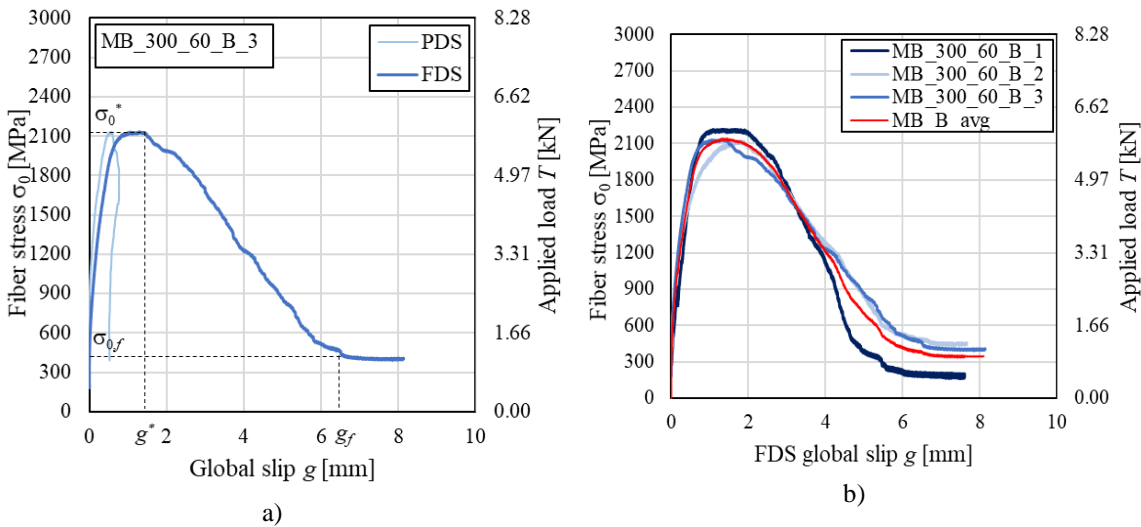 MB_300_60_B_3
PDS
FDS
σ0*
σ0,f
3000
2700
2400
2100
1800
1500
1200
900
600
300
0
Fiber stress σ0 [MPa]
8.28
6.62
4.97
3.31
1.66
0.00
Applied load T [kN]
0
g*
2
4
6
gf
8
10
Global slip g [mm]
a)
MB_300_60_B_1
MB_300_60_B_2
MB_300_60_B_3
MB_B_avg
3000
2700
2400
2100
1800
1500
1200
900
600
300
0
Fiber stress σ0 [MPa]
8.28
6.62
4.97
3.31
1.66
0.00
Applied load T [kN]
0
2
4
6
8
10
FDS global slip g [mm]
b)